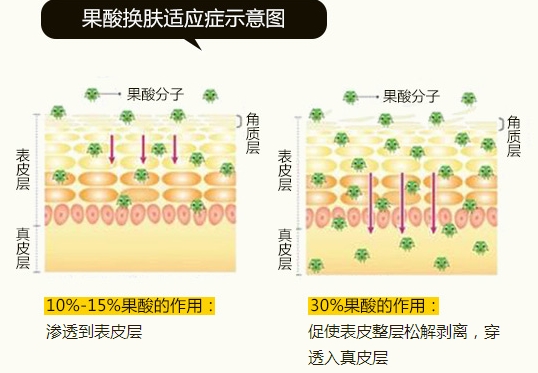 果酸换肤适应症示意图
果酸分子
角质层
表皮层
真皮层
10%-15%果酸的作用：
渗透到表皮层
果酸分子
角质层
表皮层
真皮层
30%果酸的作用：
促使表皮整层松解剥离，穿
透入真皮层